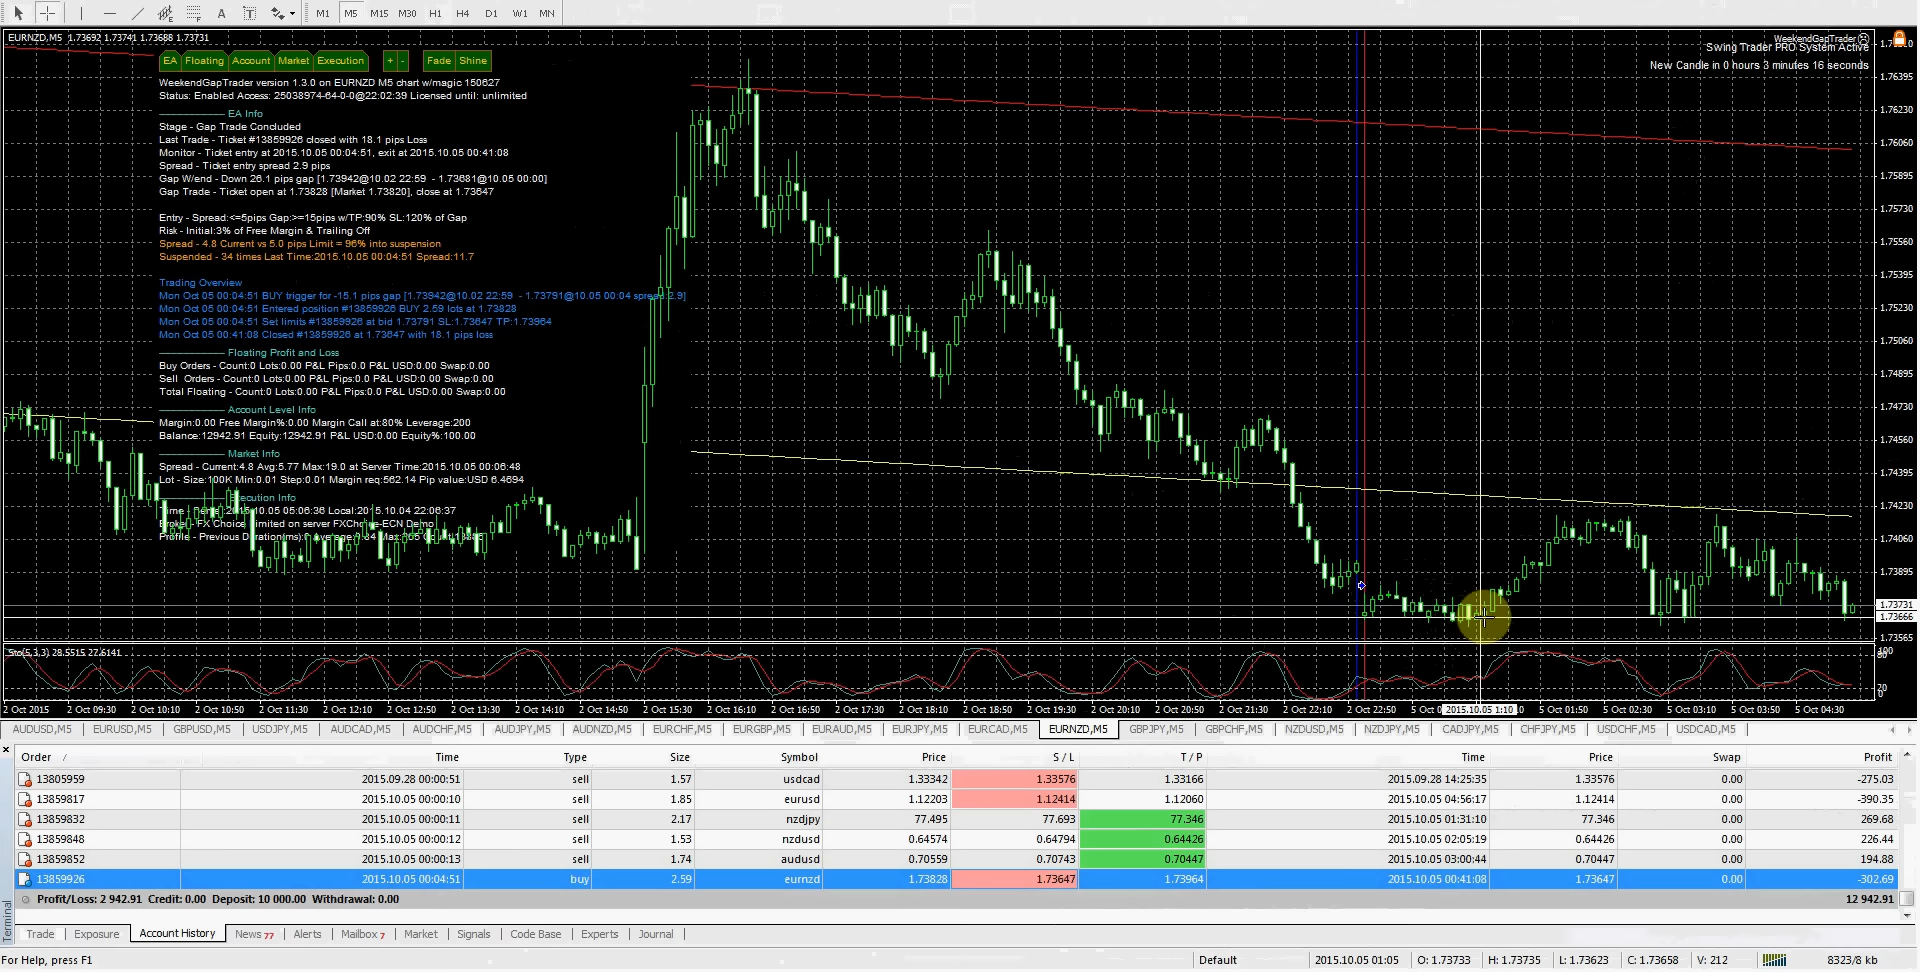 M1 M5 M15 M30 H1 H4 D1 W1 MN
EURNZD,M5 1.73692 1.73741 1.73688 1.73731
WeekendGapTrader
Swing Trader PRO System Active
New Candle in 0 hours 3 minutes 16 seconds
EA Floating Account Market Execution + - Fade Shine
WeekendGapTrader version 1.3.0 on EURNZD M5 chart w/magic 150627
Status: Enabled Access: 25038974-64-0-0@22:02:39 Licensed until: unlimited
EA Info
Stage - Gap Trade Concluded
Last Trade - Ticket #13859926 closed with 18.1 pips Loss
Monitor - Ticket entry at 2015.10.05 00:04:51, exit at 2015.10.05 00:41:08
Spread - Ticket entry spread 2.9 pips
Gap W/end - Down 26.1 pips gap [1.73942@10.02 22:59 - 1.73681@10.05 00:00]
Gap Trade - Ticket open at 1.73828 [Market 1.73820], close at 1.73647
Entry - Spread:<=5pips Gap:>=15pips w/TP:90% SL:120% of Gap
Risk - Initial:3% of Free Margin & Trailing Off
Spread - 4.8 Current vs 5.0 pips Limit = 96% into suspension
Suspended - 34 times Last Time:2015.10.05 00:04:51 Spread:11.7
Trading Overview
Mon Oct 05 00:04:51 BUY trigger for -15.1 pips gap [1.73942@10.02 22:59 - 1.73791@10.05 00:04 spread:2.9]
Mon Oct 05 00:04:51 Entered position #13859926 BUY 2.59 lots at 1.73828
Mon Oct 05 00:04:51 Set limits #13859926 at bid 1.73791 SL:1.73647 TP:1.73964
Mon Oct 05 00:41:08 Closed #13859926 at 1.73647 with 18.1 pips loss
Floating Profit and Loss
Buy Orders - Count:0 Lots:0.00 P&L Pips:0.0 P&L USD:0.00 Swap:0.00
Sell Orders - Count:0 Lots:0.00 P&L Pips:0.0 P&L USD:0.00 Swap:0.00
Total Floating - Count:0 Lots:0.00 P&L Pips:0.0 P&L USD:0.00 Swap:0.00
Account Level Info
Margin:0.00 Free Margin%:0.00 Margin Call at:80% Leverage:200
Balance:12942.91 Equity:12942.91 P&L USD:0.00 Equity%:100.00
Market Info
Spread - Current:4.8 Avg:5.77 Max:19.0 at Server Time:2015.10.05 00:06:48
Lot - Size:100K Min:0.01 Step:0.01 Margin req:562.14 Pip value:USD 6.4694
Execution Info
2015.10.05 05:06:36 Local:2015.10.04 22:06:37
FX Choice Limited on server FXChoice-ECN Demo
Profile - Previous Duration(ms):
1.76395
1.76230
1.76060
1.75895
1.75730
1.75560
1.75395
1.75230
1.75060
1.74895
1.74730
1.74560
1.74395
1.74230
1.74060
1.73895
1.73731
1.73666
1.73565
Sto(5,3,3) 28.5515 27.6141
100
80
20
0
2 Oct 2015 2 Oct 09:30 2 Oct 10:10 2 Oct 10:50 2 Oct 11:30 2 Oct 12:10 2 Oct 12:50 2 Oct 13:30 2 Oct 14:10 2 Oct 14:50 2 Oct 15:30 2 Oct 16:10 2 Oct 16:50 2 Oct 17:30 2 Oct 18:10 2 Oct 18:50 2 Oct 19:30 2 Oct 20:10 2 Oct 20:50 2 Oct 21:30 2 Oct 22:10 2 Oct 22:50 2015.10.05 1:10 5 Oct 01:50 5 Oct 02:30 5 Oct 03:10 5 Oct 03:50 5 Oct 04:30
AUDUSD,M5 EURUSD,M5 GBPUSD,M5 USDJPY,M5 AUDCAD,M5 AUDCHF,M5 AUDJPY,M5 AUDNZD,M5 EURCHF,M5 EURGBP,M5 EURAUD,M5 EURJPY,M5 EURCAD,M5 EURNZD,M5 GBPJPY,M5 GBPCHF,M5 NZDUSD,M5 NZDJPY,M5 CADJPY,M5 CHFJPY,M5 USDCHF,M5 USDCAD,M5
Order / Time Type Size Symbol Price S / L T / P Time Price Swap Profit
13805959 2015.09.28 00:00:51 sell 1.57 usdcad 1.33342 1.33576 1.33166 2015.09.28 14:25:35 1.33576 0.00 -275.03
13859817 2015.10.05 00:00:10 sell 1.85 eurusd 1.12203 1.12414 1.12060 2015.10.05 04:56:17 1.12414 0.00 -390.35
13859832 2015.10.05 00:00:11 sell 2.17 nzdjpy 77.495 77.693 77.346 2015.10.05 01:31:10 77.346 0.00 269.68
13859848 2015.10.05 00:00:12 sell 1.53 nzdusd 0.64574 0.64794 0.64426 2015.10.05 02:05:19 0.64426 0.00 226.44
13859852 2015.10.05 00:00:13 sell 1.74 audusd 0.70559 0.70743 0.70447 2015.10.05 03:00:44 0.70447 0.00 194.88
13859926 2015.10.05 00:04:51 buy 2.59 eurnzd 1.73828 1.73647 1.73964 2015.10.05 00:41:08 1.73647 0.00 -302.69
Profit/Loss: 2 942.91 Credit: 0.00 Deposit: 10 000.00 Withdrawal: 0.00 12 942.91
Terminal
Trade Exposure Account History News 77 Alerts Mailbox 7 Market Signals Code Base Experts Journal
For Help, press F1 Default 2015.10.05 01:05 O: 1.73733 H: 1.73735 L: 1.73623 C: 1.73658 V: 212 8323/8 kb